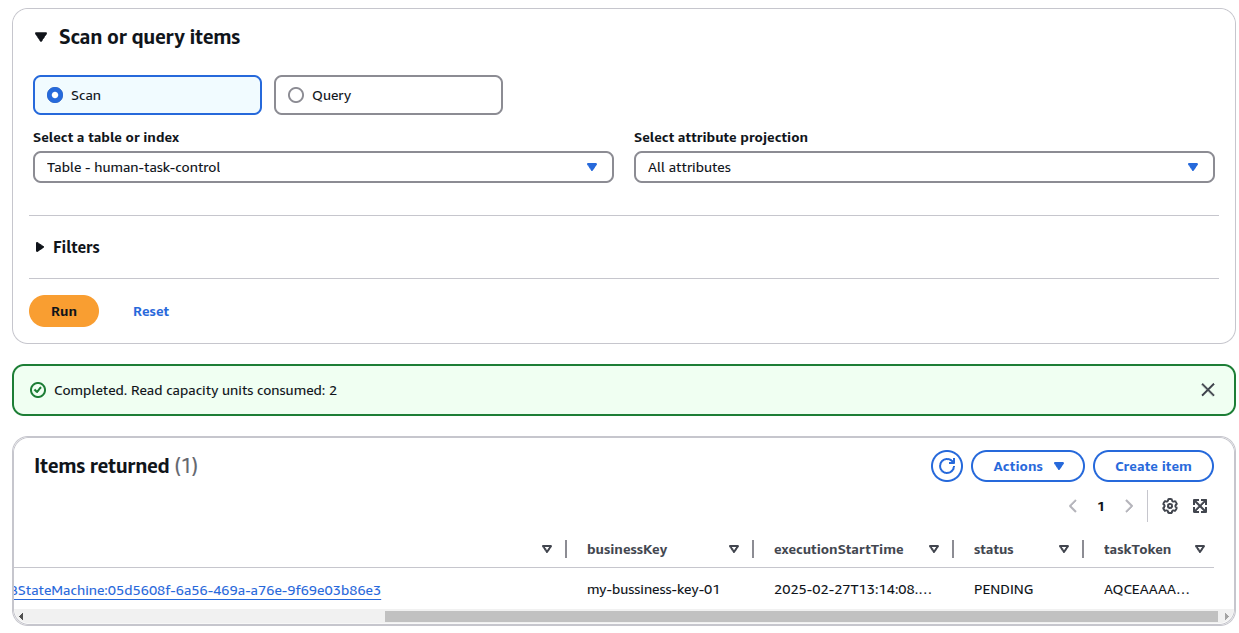 Scan or query items
Scan
Query
Select a table or index
Select attribute projection
Table - human-task-control
All attributes
Filters
Run
Reset
Completed. Read capacity units consumed: 2
Items returned (1)
Actions
Create item
1
businessKey
executionStartTime
status
taskToken
StateMachine:05d5608f-6a56-469a-a76e-9f69e03b86e3
my-bussiness-key-01
2025-02-27T13:14:08....
PENDING
AQCEAAAA...